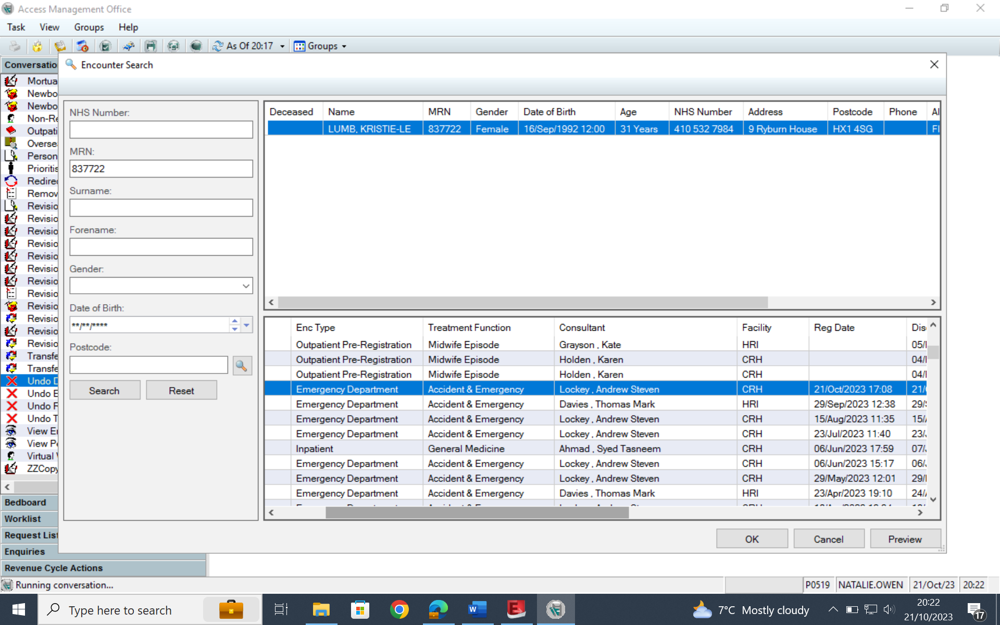 Access Management Office
Task View Groups Help
As Of 20:17 Groups
Conversatio
Encounter Search
Mortua
Newbo
Newbo
Non-Re
Outpati
Overse
Person
Prioritis
Redirec
Remov
Revisio
Revisio
Revisio
Revisio
Revisio
Revisio
Revisio
Revisio
Revisio
Revisio
Revisio
Revisio
Transfe
Transfe
Undo D
Undo E
Undo F
Undo T
View En
View Pe
Virtual
ZZCopy
Bedboard
Worklist
Request List
Enquiries
Revenue Cycle Actions
NHS Number:
MRN:
837722
Surname:
Forename:
Gender:
Date of Birth:
**/**/****
Postcode:
Search Reset
Deceased Name MRN Gender Date of Birth Age NHS Number Address Postcode Phone Al
LUMB, KRISTIE-LE 837722 Female 16/Sep/1992 12:00 31 Years 410 532 7984 9 Ryburn House HX1 4SG Fl
Enc Type Treatment Function Consultant Facility Reg Date Dis
Outpatient Pre-Registration Midwife Episode Grayson , Kate HRI 05/
Outpatient Pre-Registration Midwife Episode Holden , Karen CRH 04/
Outpatient Pre-Registration Midwife Episode Holden , Karen CRH 04/
Emergency Department Accident & Emergency Lockey , Andrew Steven CRH 21/Oct/2023 17:08 21/
Emergency Department Accident & Emergency Davies , Thomas Mark HRI 29/Sep/2023 12:38 29/
Emergency Department Accident & Emergency Lockey , Andrew Steven CRH 15/Aug/2023 11:35 15/
Emergency Department Accident & Emergency Lockey , Andrew Steven CRH 23/Jul/2023 11:40 23/
Inpatient General Medicine Ahmad , Syed Tasneem CRH 06/Jun/2023 17:59 07/
Emergency Department Accident & Emergency Lockey , Andrew Steven CRH 06/Jun/2023 15:17 06/
Emergency Department Accident & Emergency Lockey , Andrew Steven CRH 29/May/2023 12:01 29/
Emergency Department Accident & Emergency Davies , Thomas Mark HRI 23/Apr/2023 19:10 24/
OK Cancel Preview
Running conversation... P0519 NATALIE.OWEN 21/Oct/23 20:22
Type here to search 7°C Mostly cloudy 20:22
21/10/2023 17